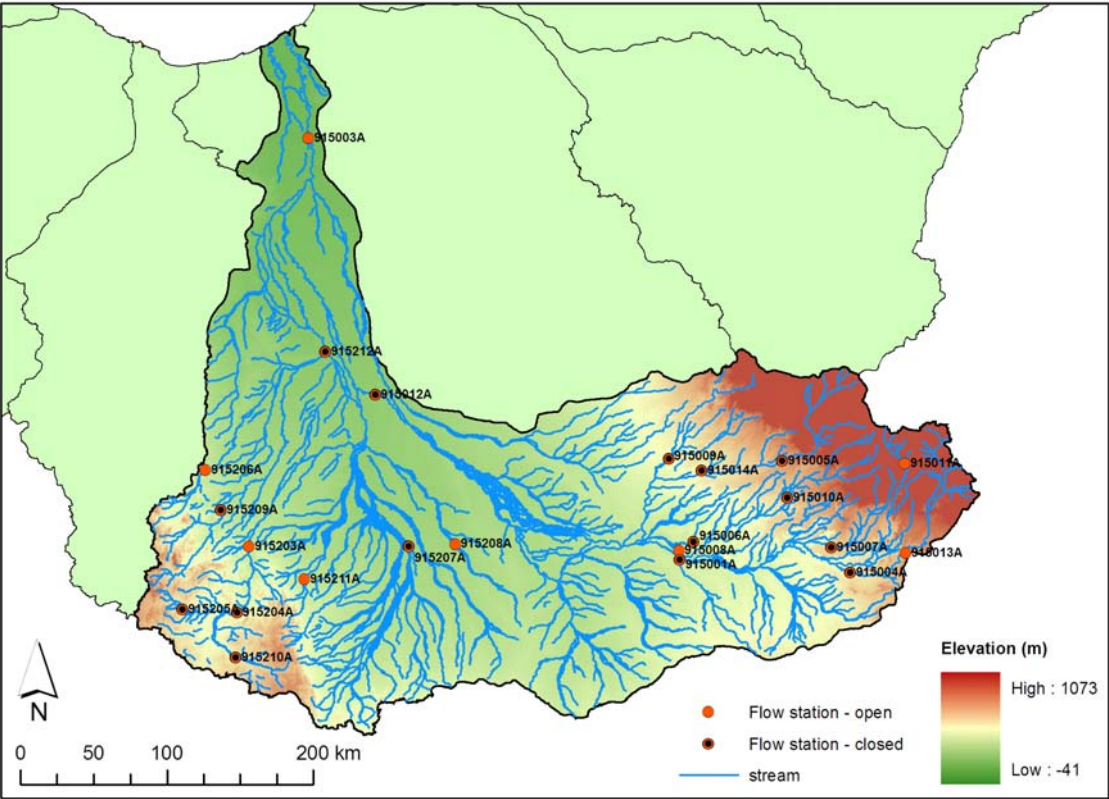 915003A
915212A
915012A
915009A
915005A
915011A
915014A
915206A
915010A
915209A
915006A
915203A
915208A
915008A
915007A
915013A
915207A
915001A
915004A
915211A
915205A
915204A
915210A
Elevation (m)
High : 1073
Low : -41
N
Flow station - open
Flow station - closed
stream
0 50 100 200 km